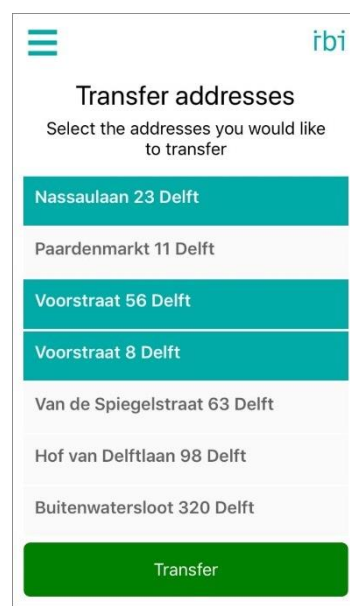 rbi
Transfer addresses
Select the addresses you would like
to transfer
Nassaulaan 23 Delft
Paardenmarkt 11 Delft
Voorstraat 56 Delft
Voorstraat 8 Delft
Van de Spiegelstraat 63 Delft
Hof van Delftlaan 98 Delft
Buitenwatersloot 320 Delft
Transfer